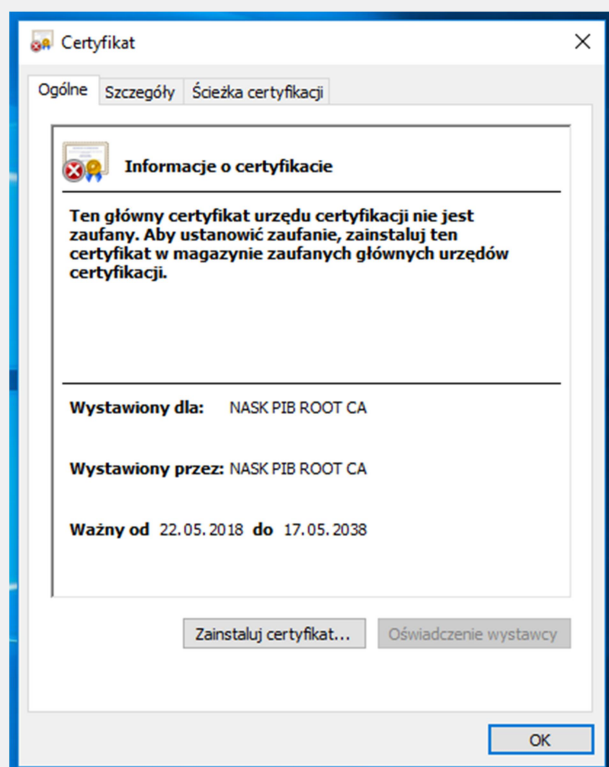 Certyfikat
Ogólne Szczegóły Ścieżka certyfikacji
Informacje o certyfikacie
Ten główny certyfikat urzędu certyfikacji nie jest
zaufany. Aby ustanowić zaufanie, zainstaluj ten
certyfikat w magazynie zaufanych głównych urzędów
certyfikacji.
Wystawiony dla: NASK PIB ROOT CA
Wystawiony przez: NASK PIB ROOT CA
Ważny od 22.05.2018 do 17.05.2038
Zainstaluj certyfikat... Oświadczenie wystawcy
OK